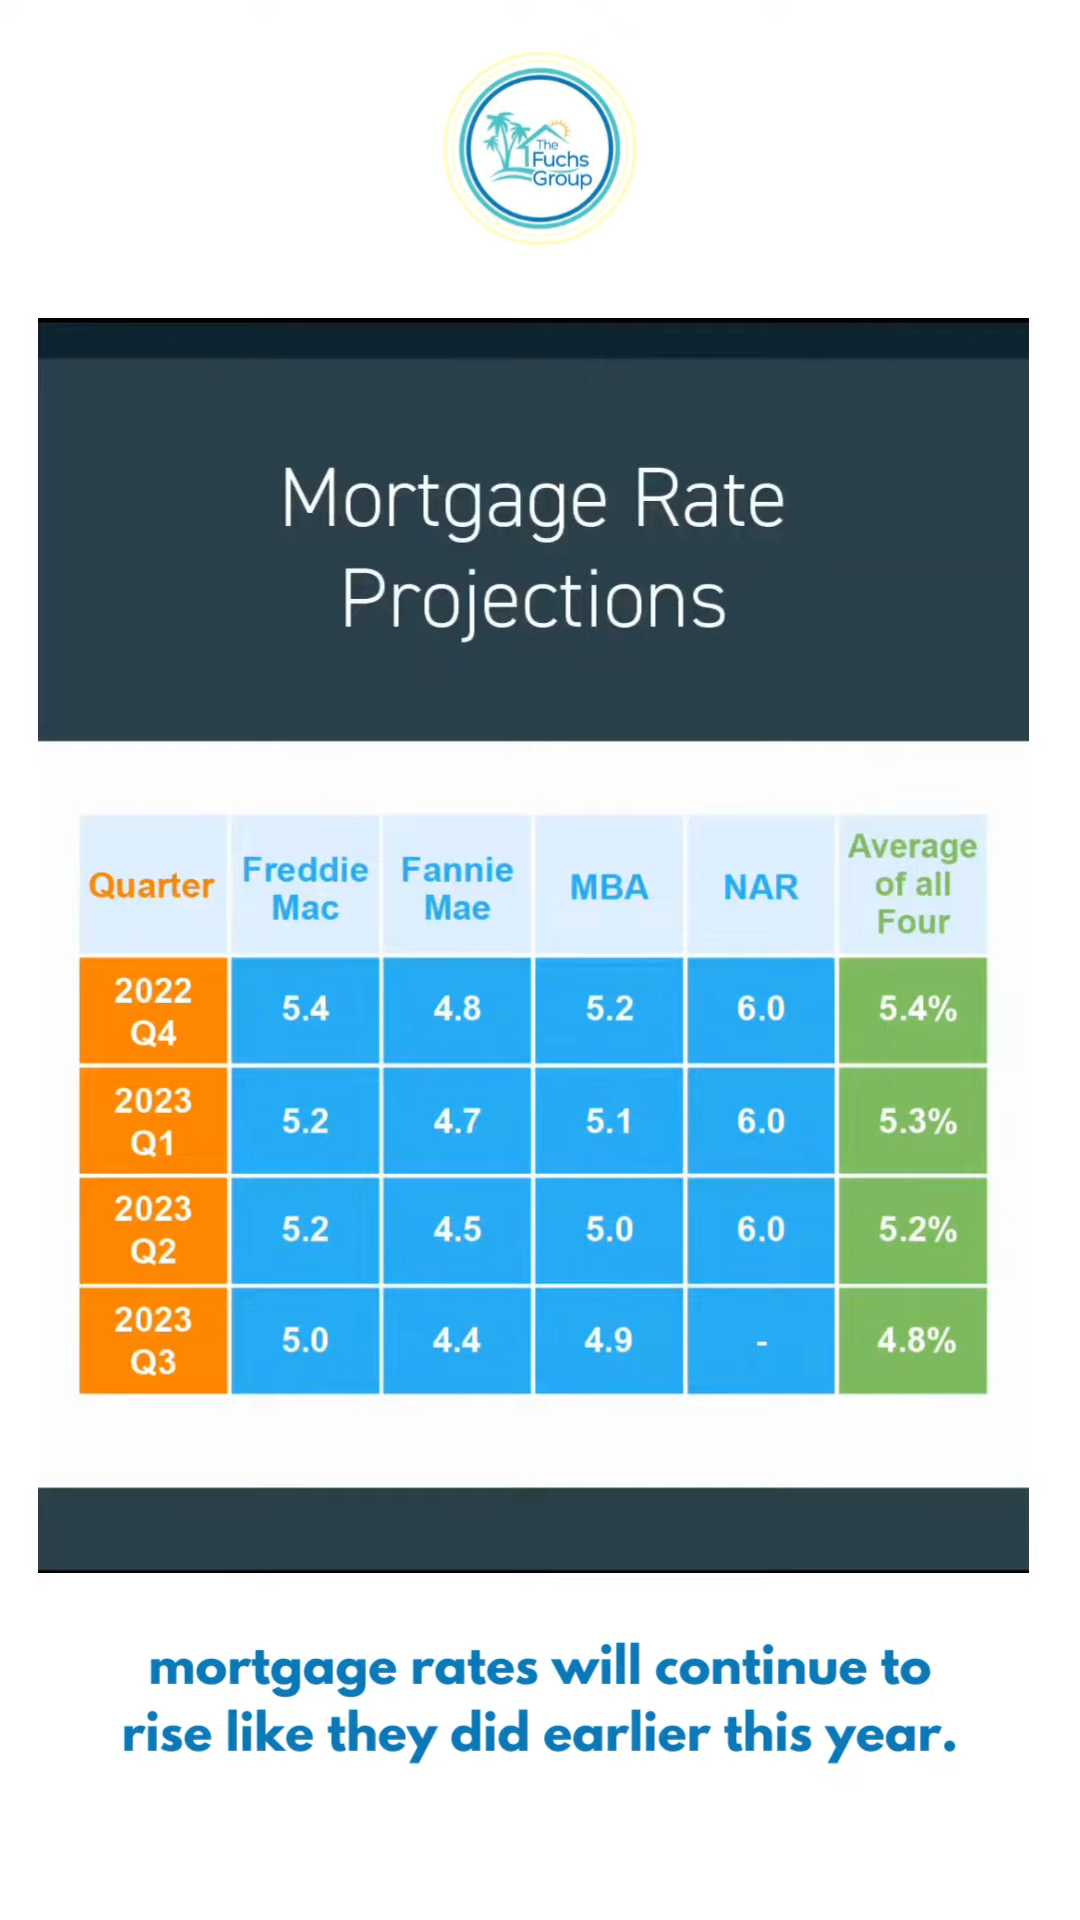 The
Fuchs
Group
Mortgage Rate
Projections
Quarter Freddie Mac Fannie Mae MBA NAR Average of all Four
2022 Q4 5.4 4.8 5.2 6.0 5.4%
2023 Q1 5.2 4.7 5.1 6.0 5.3%
2023 Q2 5.2 4.5 5.0 6.0 5.2%
2023 Q3 5.0 4.4 4.9 - 4.8%
mortgage rates will continue to
rise like they did earlier this year.